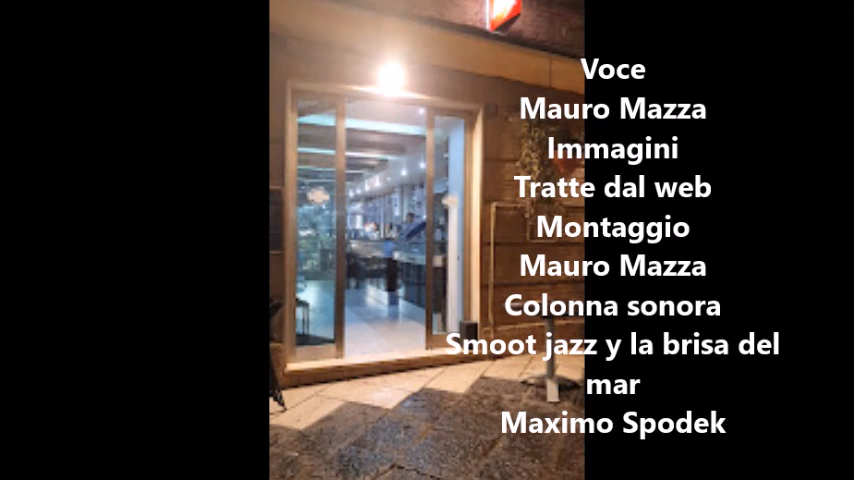 Voce
Mauro Mazza
Immagini
Tratte dal web
Montaggio
Mauro Mazza
Colonna sonora
Smoot jazz y la brisa del
mar
Maximo Spodek